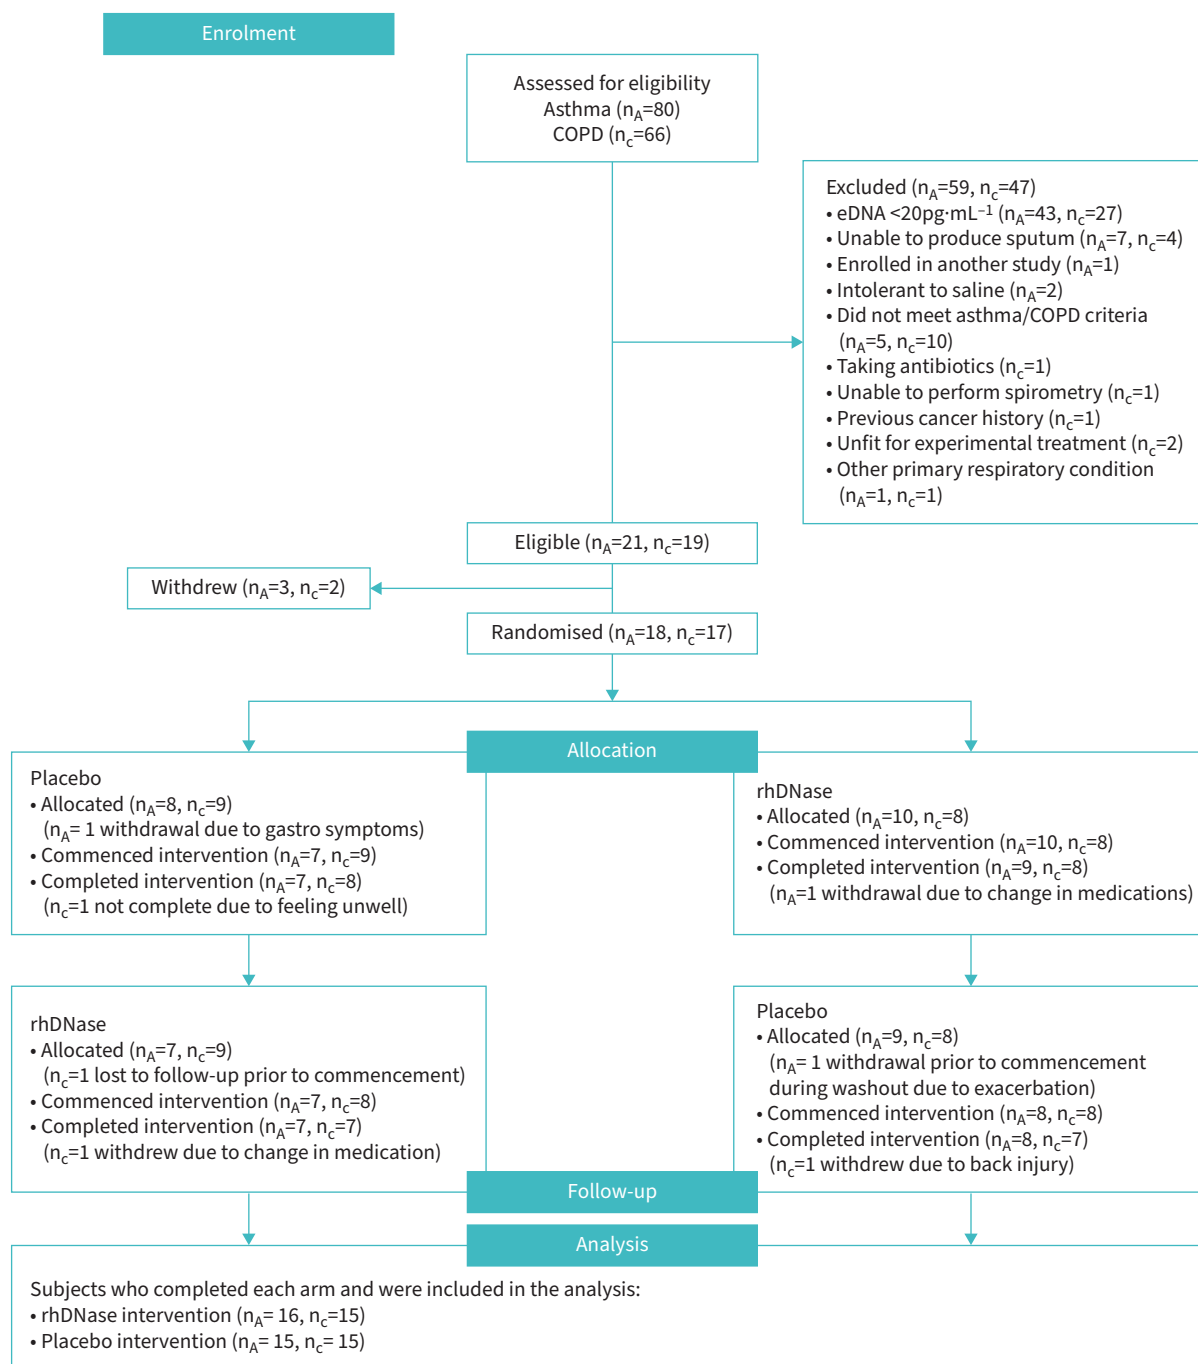 Enrolment
Assessed for eligibility
Asthma (nA=80)
COPD (nc=66)
Excluded (nA=59, nc=47)
• eDNA <20pg·mL⁻¹ (nA=43, nc=27)
• Unable to produce sputum (nA=7, nc=4)
• Enrolled in another study (nA=1)
• Intolerant to saline (nA=2)
• Did not meet asthma/COPD criteria
(nA=5, nc=10)
• Taking antibiotics (nc=1)
• Unable to perform spirometry (nc=1)
• Previous cancer history (nc=1)
• Unfit for experimental treatment (nc=2)
• Other primary respiratory condition
(nA=1, nc=1)
Eligible (nA=21, nc=19)
Withdrew (nA=3, nc=2)
Randomised (nA=18, nc=17)
Allocation
Placebo
• Allocated (nA=8, nc=9)
(nA= 1 withdrawal due to gastro symptoms)
• Commenced intervention (nA=7, nc=9)
• Completed intervention (nA=7, nc=8)
(nc=1 not complete due to feeling unwell)
rhDNase
• Allocated (nA=10, nc=8)
• Commenced intervention (nA=10, nc=8)
• Completed intervention (nA=9, nc=8)
(nA=1 withdrawal due to change in medications)
rhDNase
• Allocated (nA=7, nc=9)
(nc=1 lost to follow-up prior to commencement)
• Commenced intervention (nA=7, nc=8)
• Completed intervention (nA=7, nc=7)
(nc=1 withdrew due to change in medication)
Placebo
• Allocated (nA=9, nc=8)
(nA= 1 withdrawal prior to commencement
during washout due to exacerbation)
• Commenced intervention (nA=8, nc=8)
• Completed intervention (nA=8, nc=7)
(nc=1 withdrew due to back injury)
Follow-up
Analysis
Subjects who completed each arm and were included in the analysis:
• rhDNase intervention (nA= 16, nc=15)
• Placebo intervention (nA= 15, nc= 15)